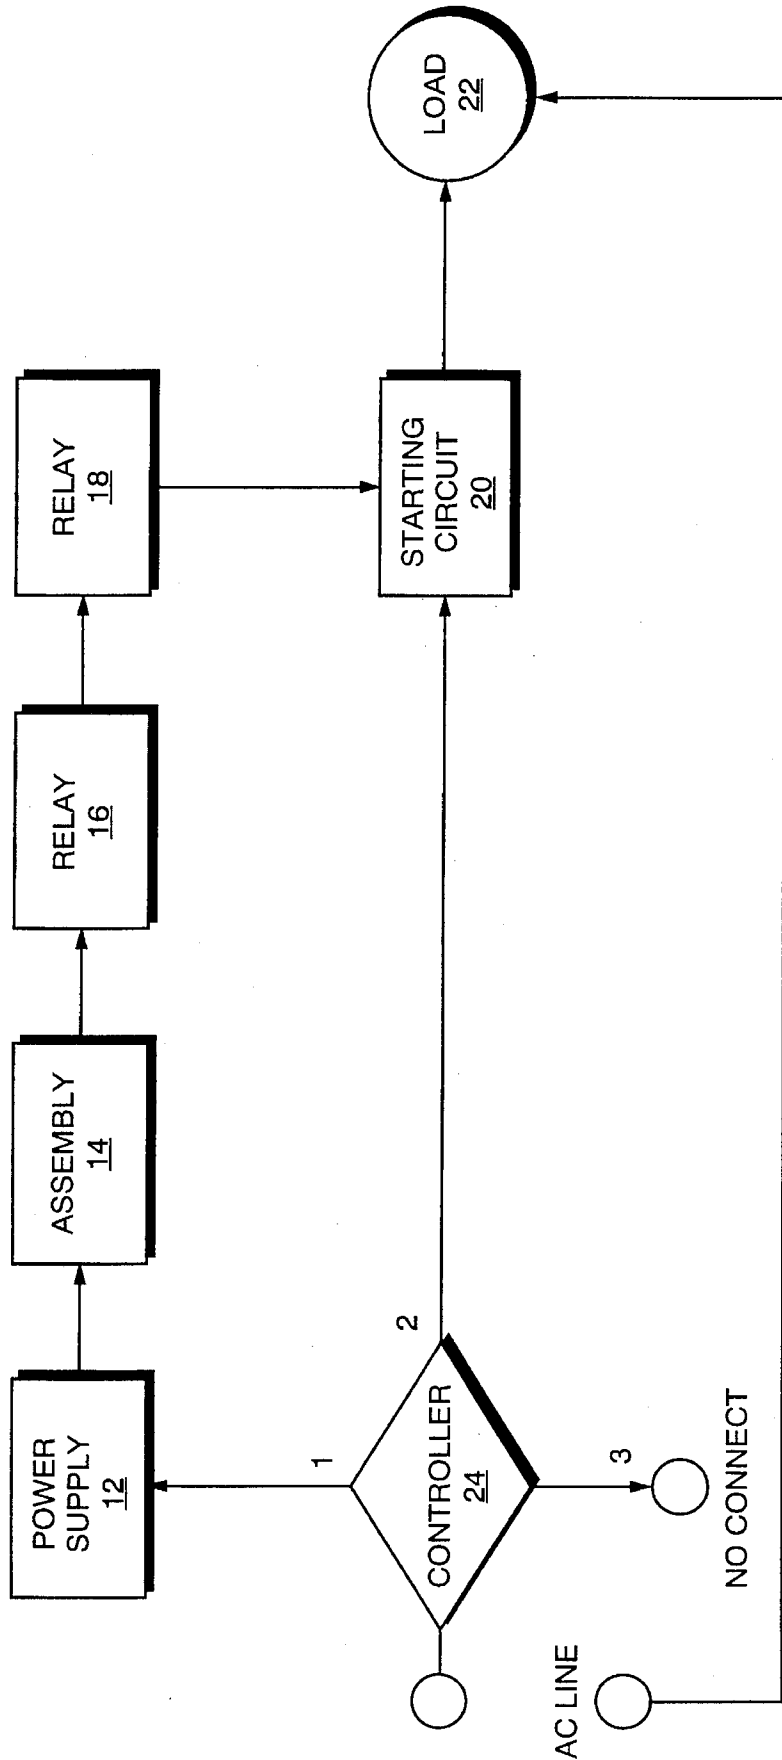 POWER
SUPPLY
12
ASSEMBLY
14
RELAY
16
RELAY
18
1
2
3
CONTROLLER
24
STARTING
CIRCUIT
20
LOAD
22
AC LINE
NO CONNECT